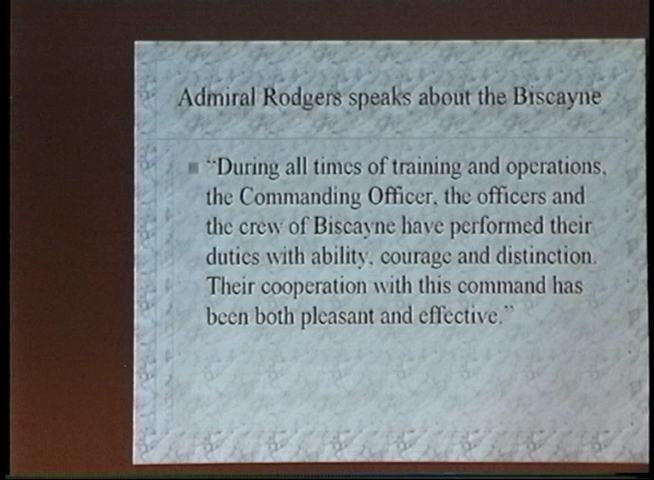 Admiral Rodgers speaks about the Biscayne
“During all times of training and operations,
the Commanding Officer, the officers and
the crew of Biscayne have performed their
duties with ability, courage and distinction.
Their cooperation with this command has
been both pleasant and effective.”